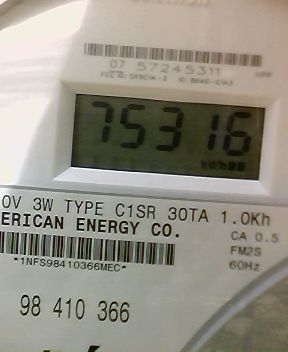 07 57245311
75316
kWh
0V 3W TYPE C1SR 30TA 1.0Kh
ERICAN ENERGY CO.
CA 0.5
FM2S
60Hz
*1NFS98410366MEC*
98 410 366